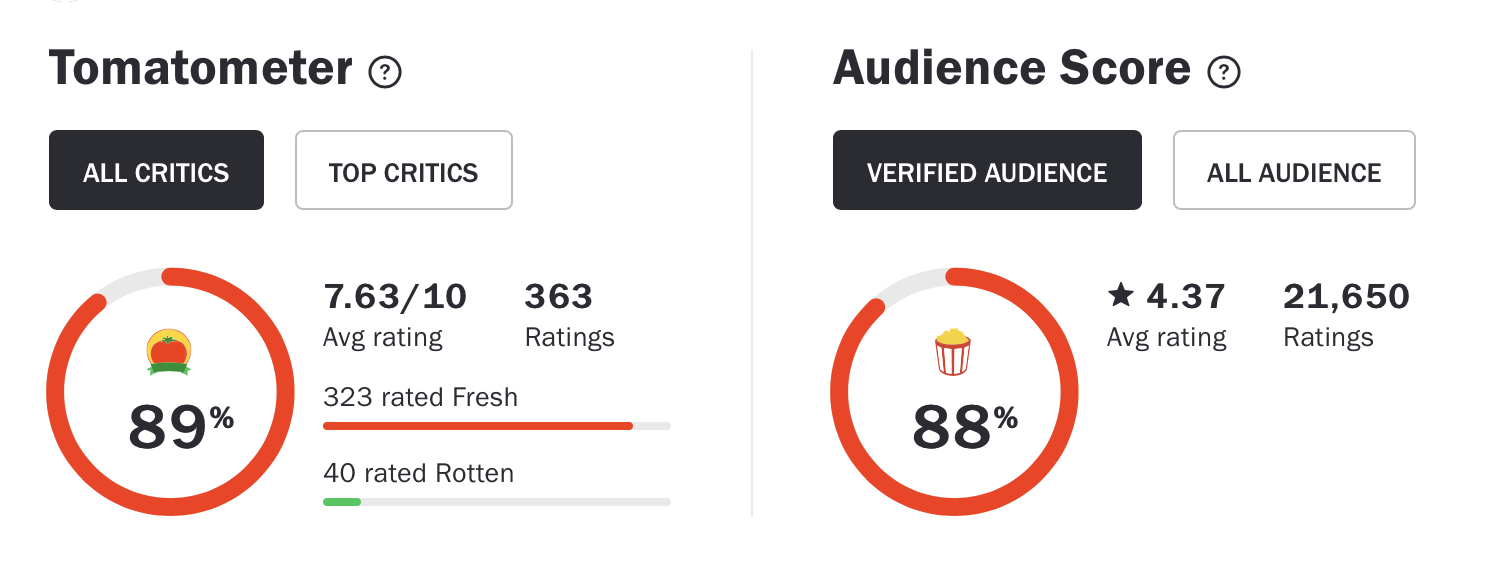 Tomatometer ?
ALL CRITICS TOP CRITICS
89%
7.63/10 363
Avg rating Ratings
323 rated Fresh
40 rated Rotten
Audience Score ?
VERIFIED AUDIENCE ALL AUDIENCE
88%
★ 4.37 21,650
Avg rating Ratings